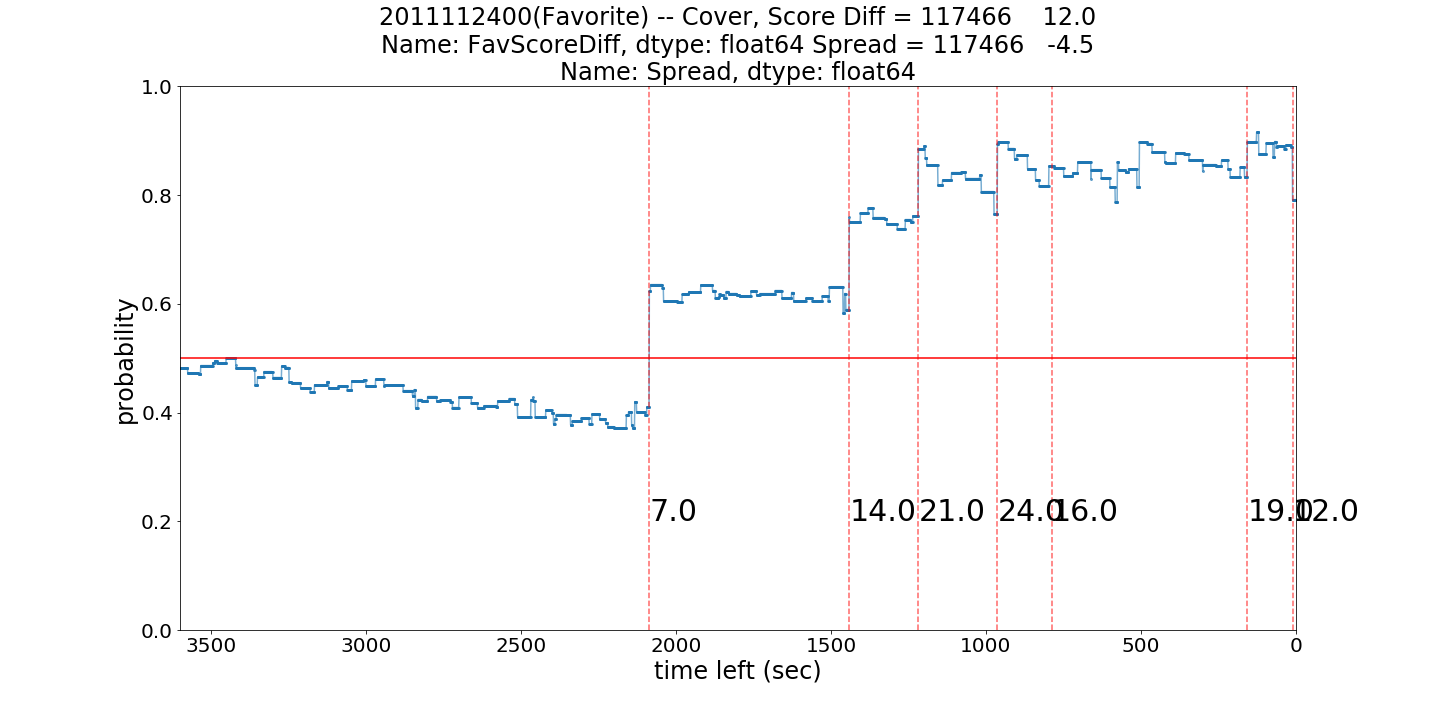 2011112400(Favorite) -- Cover, Score Diff = 117466    12.0
Name: FavScoreDiff, dtype: float64 Spread = 117466   -4.5
Name: Spread, dtype: float64
1.0
0.8
0.6
0.4
0.2
0.0
probability
7.0
14.0
21.0
24.0
16.0
19.0
12.0
3500 3000 2500 2000 1500 1000 500 0
time left (sec)